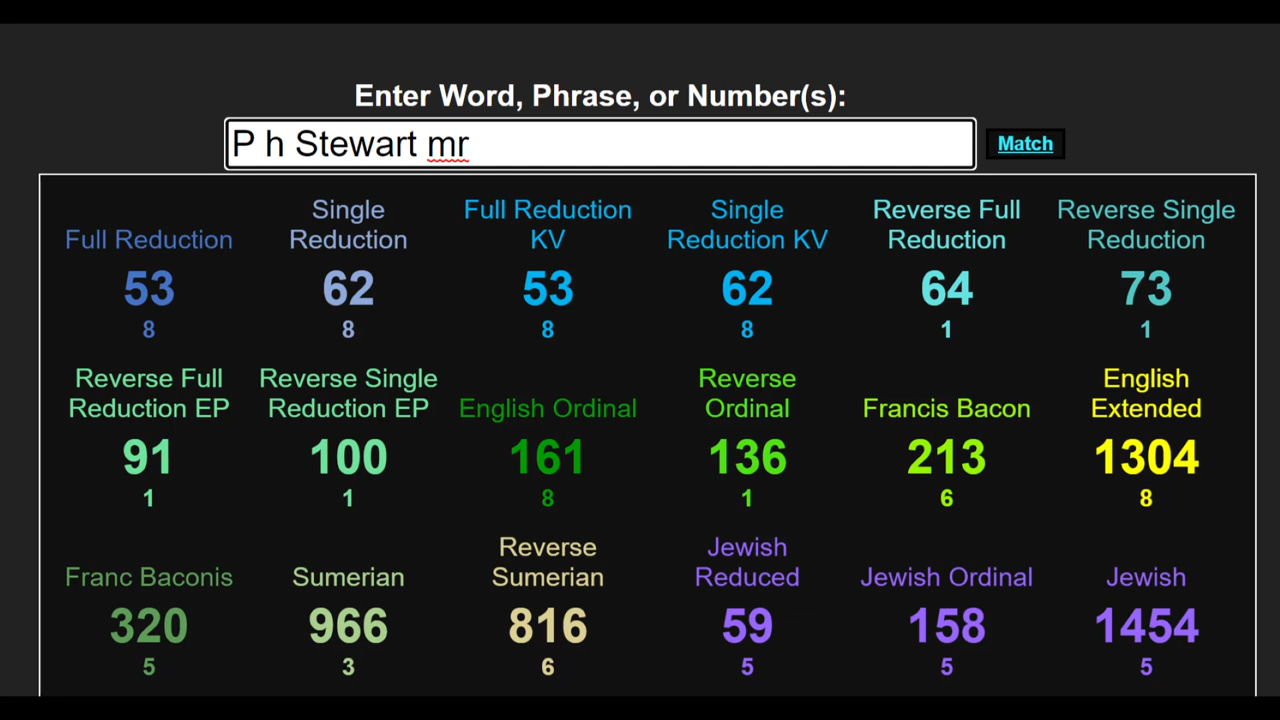 Enter Word, Phrase, or Number(s):
P h Stewart mr Match
Full Reduction Single Reduction Full Reduction KV Single Reduction KV Reverse Full Reduction Reverse Single Reduction
53 62 53 62 64 73
8 8 8 8 1 1
Reverse Full Reduction EP Reverse Single Reduction EP English Ordinal Reverse Ordinal Francis Bacon English Extended
91 100 161 136 213 1304
1 1 8 1 6 8
Franc Baconis Sumerian Reverse Sumerian Jewish Reduced Jewish Ordinal Jewish
320 966 816 59 158 1454
5 3 6 5 5 5